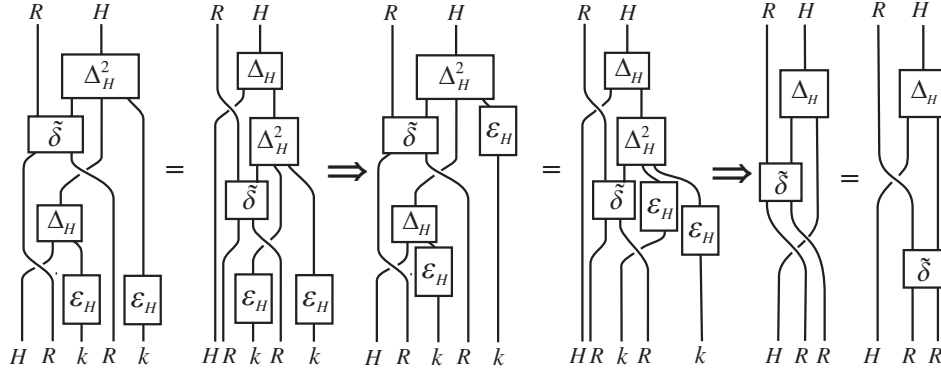 R H R H R H R H R H R H
Δ_H^2 Δ_H Δ_H^2 Δ_H Δ_H Δ_H
δ̃ = Δ_H^2 ⇒ δ̃ ε_H = Δ_H^2 ⇒ δ̃ =
Δ_H δ̃ Δ_H δ̃ ε_H ε_H δ̃
ε_H ε_H ε_H ε_H ε_H
H R k R k H R k R k H R k R k H R k R k H R R H R R